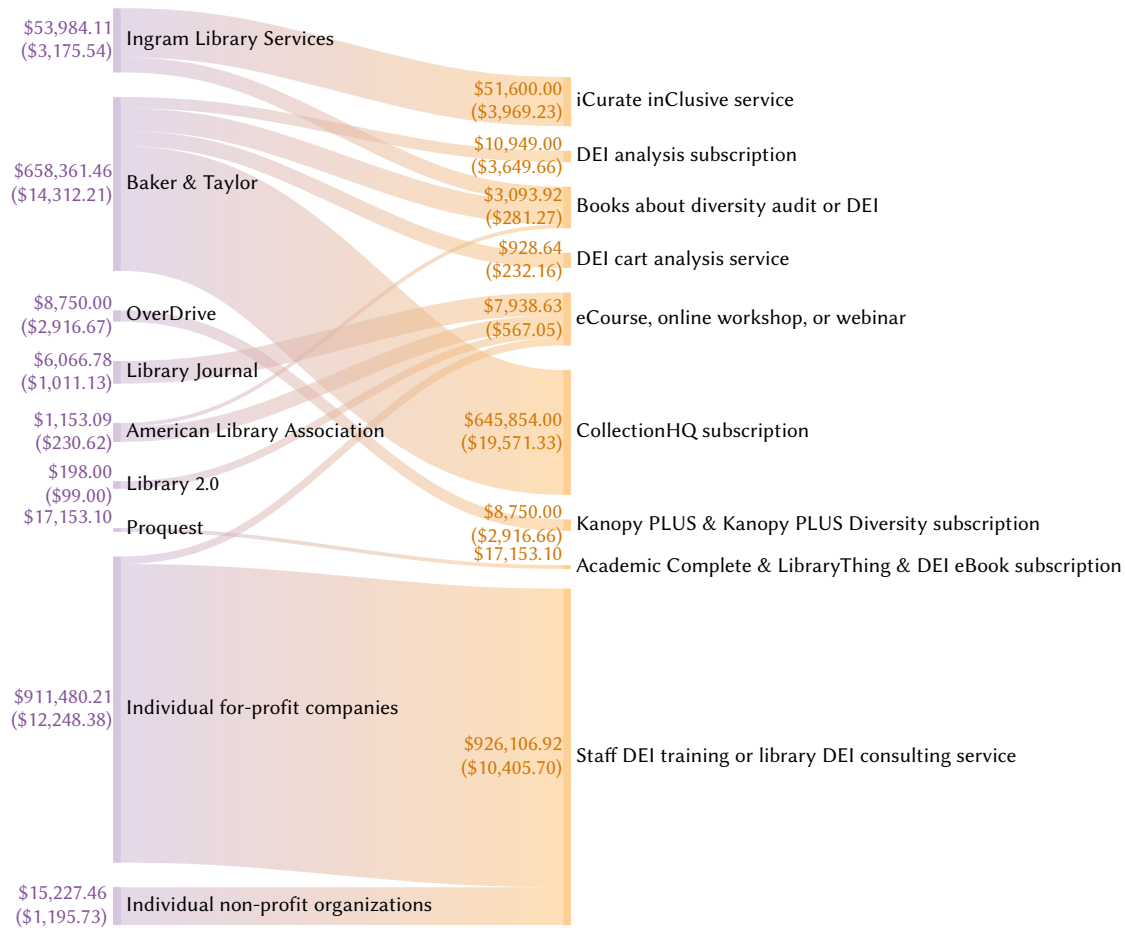 $53,984.11
($3,175.54)
Ingram Library Services
$658,361.46
($14,312.21)
Baker & Taylor
$8,750.00
($2,916.67)
OverDrive
$6,066.78
($1,011.13)
Library Journal
$1,153.09
($230.62)
American Library Association
$198.00
($99.00)
Library 2.0
$17,153.10
Proquest
$911,480.21
($12,248.38)
Individual for-profit companies
$15,227.46
($1,195.73)
Individual non-profit organizations
$51,600.00
($3,969.23)
iCurate inClusive service
$10,949.00
($3,649.66)
DEI analysis subscription
$3,093.92
($281.27)
Books about diversity audit or DEI
$928.64
($232.16)
DEI cart analysis service
$7,938.63
($567.05)
eCourse, online workshop, or webinar
$645,854.00
($19,571.33)
CollectionHQ subscription
$8,750.00
($2,916.66)
Kanopy PLUS & Kanopy PLUS Diversity subscription
$17,153.10
Academic Complete & LibraryThing & DEI eBook subscription
$926,106.92
($10,405.70)
Staff DEI training or library DEI consulting service